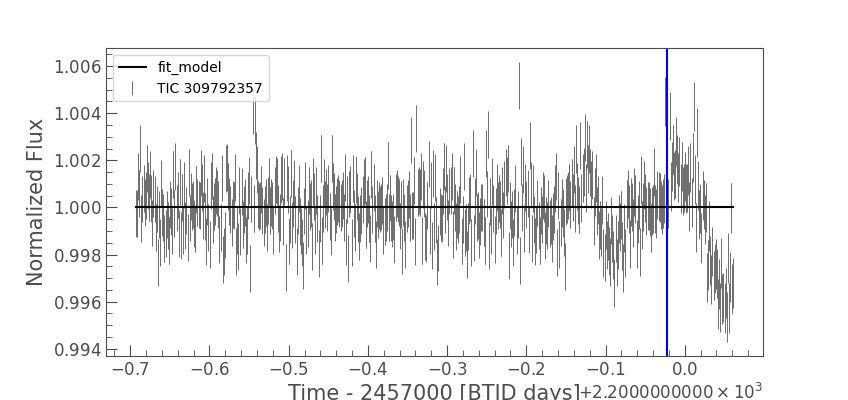 fit_model
TIC 309792357
1.006
1.004
1.002
1.000
0.998
0.996
0.994
Normalized Flux
−0.7 −0.6 −0.5 −0.4 −0.3 −0.2 −0.1 0.0
Time - 2457000 [BTJD days]
+2.2000000000 × 10³